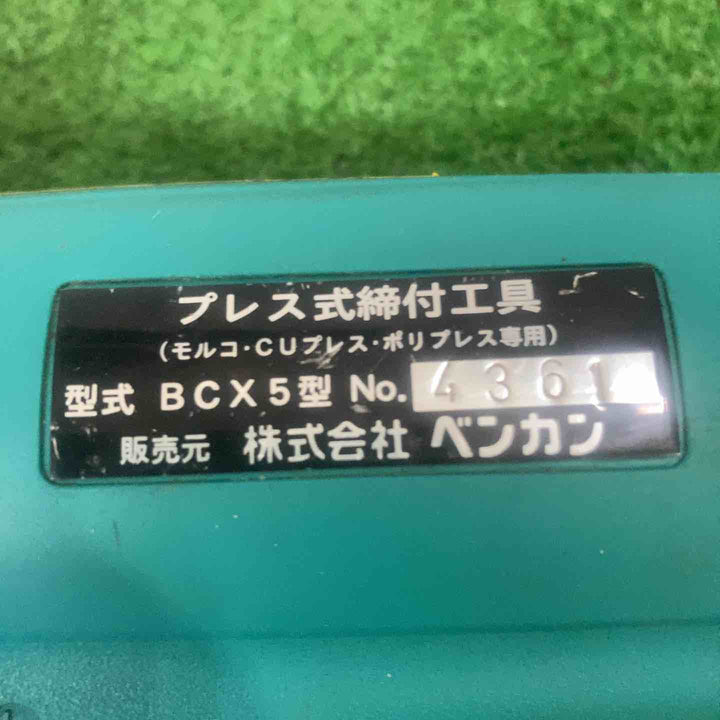 プレス式締付工具
(モルコ・CUプレス・ポリプレス専用)
型式 BCX5型 No. 4361
販売元 株式会社 ベンカン